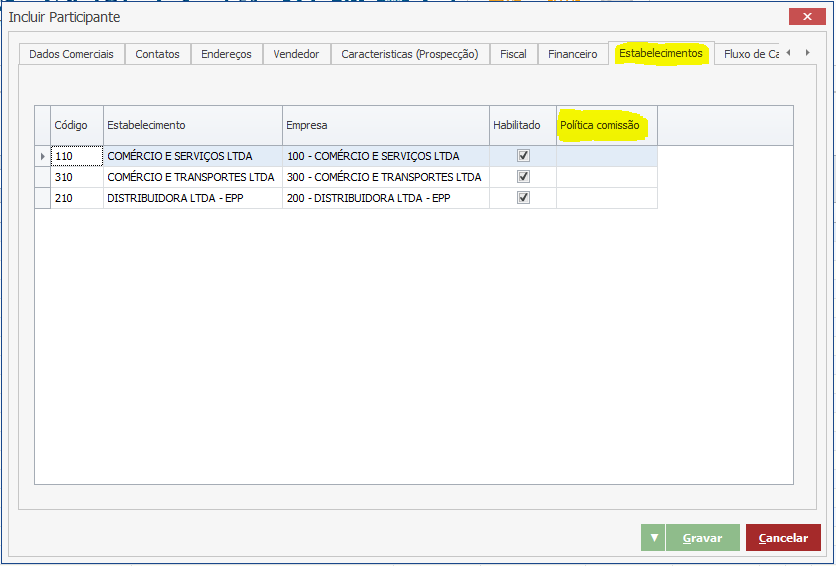 Incluir Participante
Dados Comerciais Contatos Endereços Vendedor Caracteristicas (Prospecção) Fiscal Financeiro Estabelecimentos Fluxo de Ca
Código Estabelecimento Empresa Habilitado Política comissão
110 COMÉRCIO E SERVIÇOS LTDA 100 - COMÉRCIO E SERVIÇOS LTDA
310 COMÉRCIO E TRANSPORTES LTDA 300 - COMÉRCIO E TRANSPORTES LTDA
210 DISTRIBUIDORA LTDA - EPP 200 - DISTRIBUIDORA LTDA - EPP
Gravar Cancelar